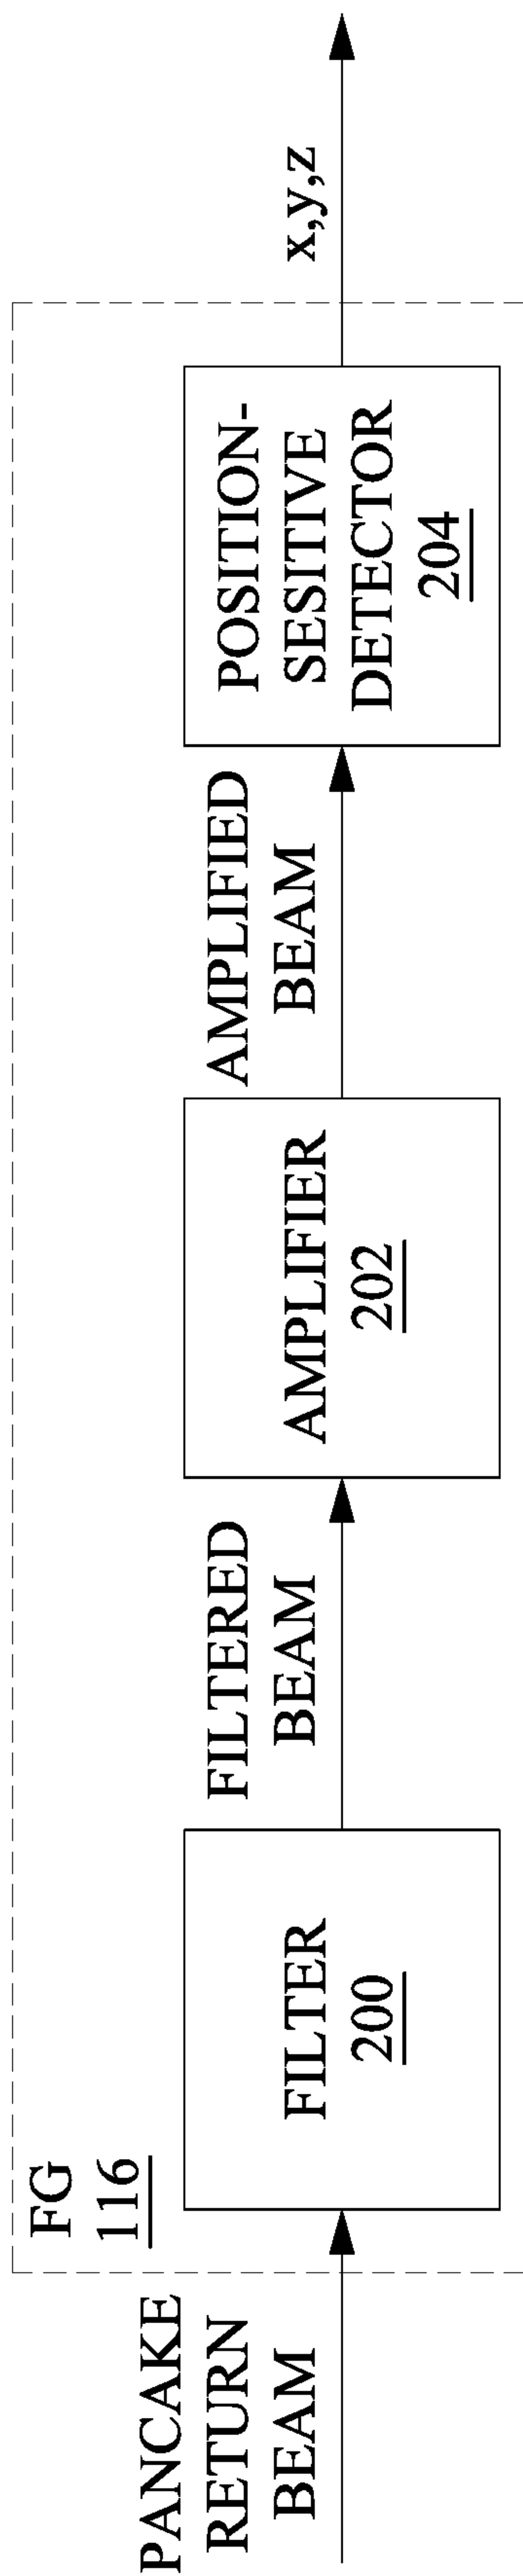 PANCAKE
RETURN
BEAM
FG
116
FILTER
200
FILTERED
BEAM
AMPLIFIER
202
AMPLIFIED
BEAM
POSITION-
SESITIVE
DETECTOR
204
x,y,z